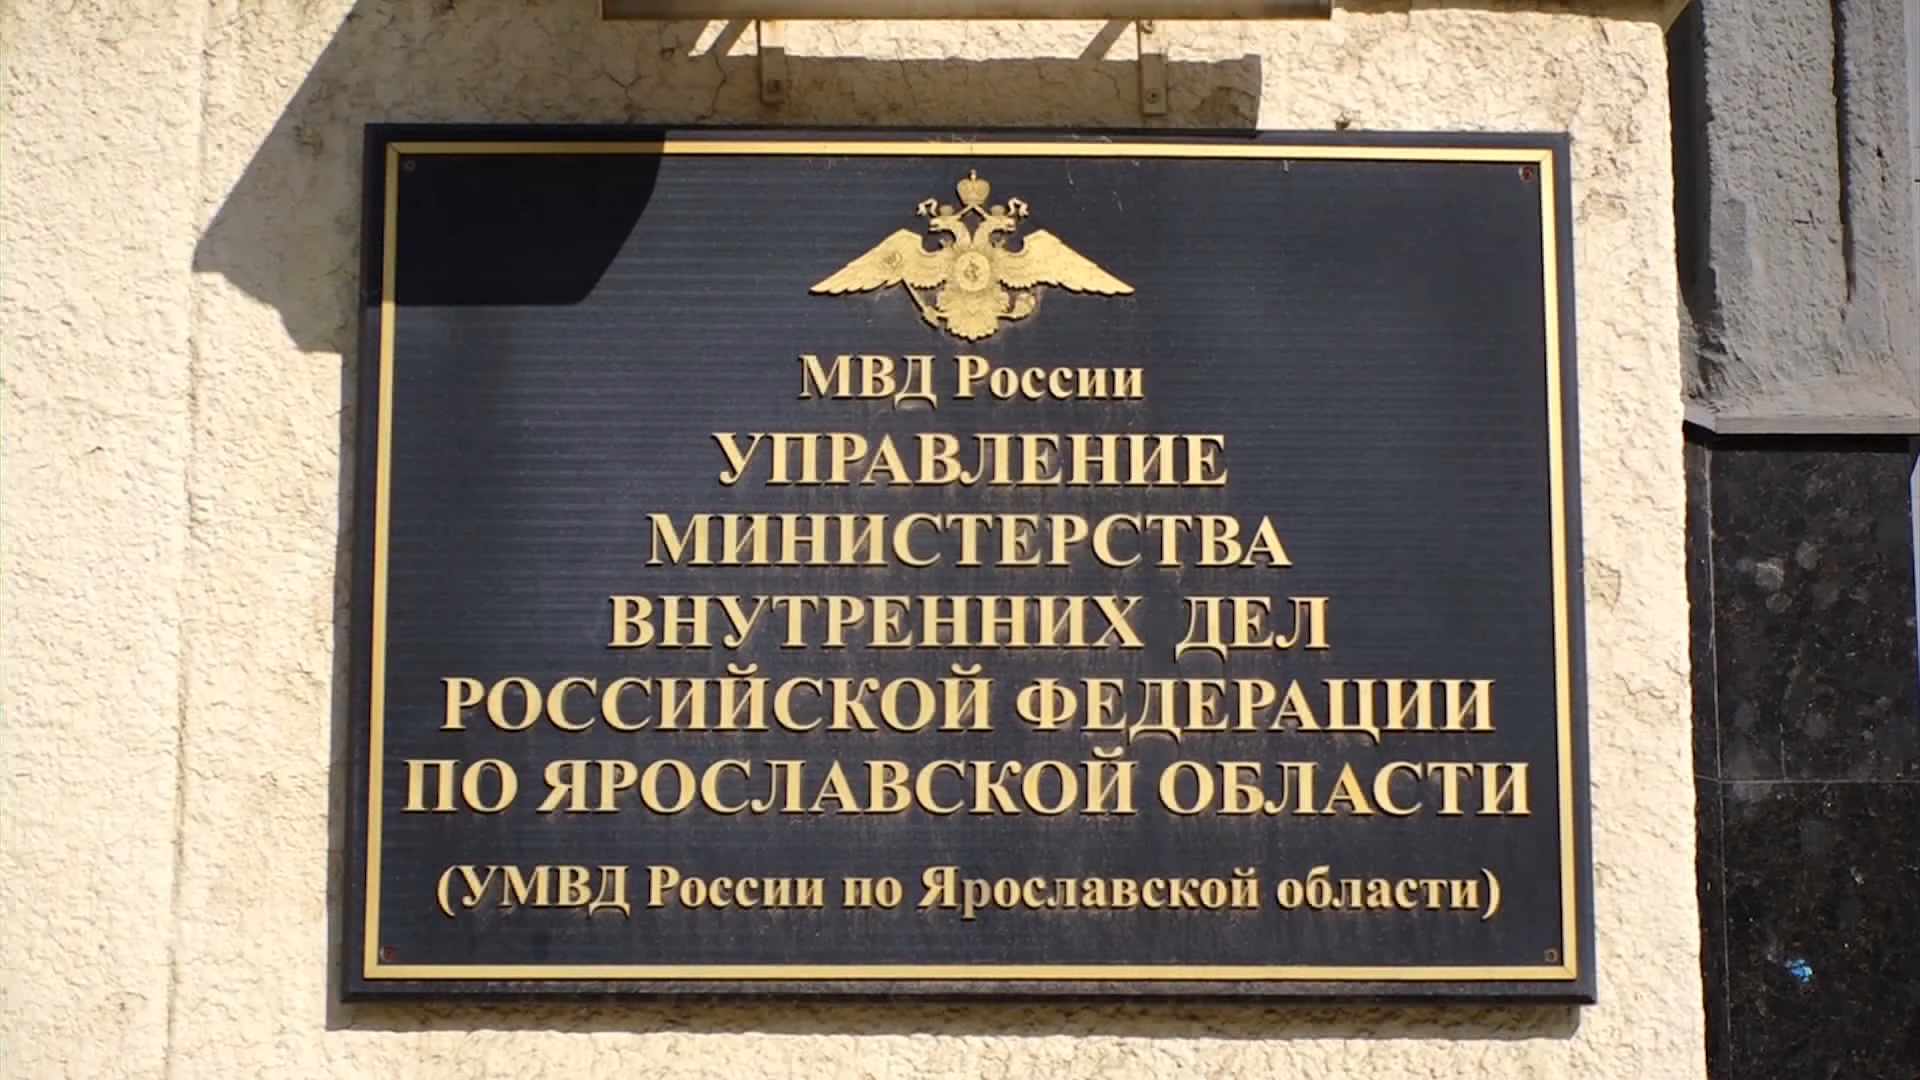 МВД России
УПРАВЛЕНИЕ
МИНИСТЕРСТВА
ВНУТРЕННИХ ДЕЛ
РОССИЙСКОЙ ФЕДЕРАЦИИ
ПО ЯРОСЛАВСКОЙ ОБЛАСТИ
(УМВД России по Ярославской области)